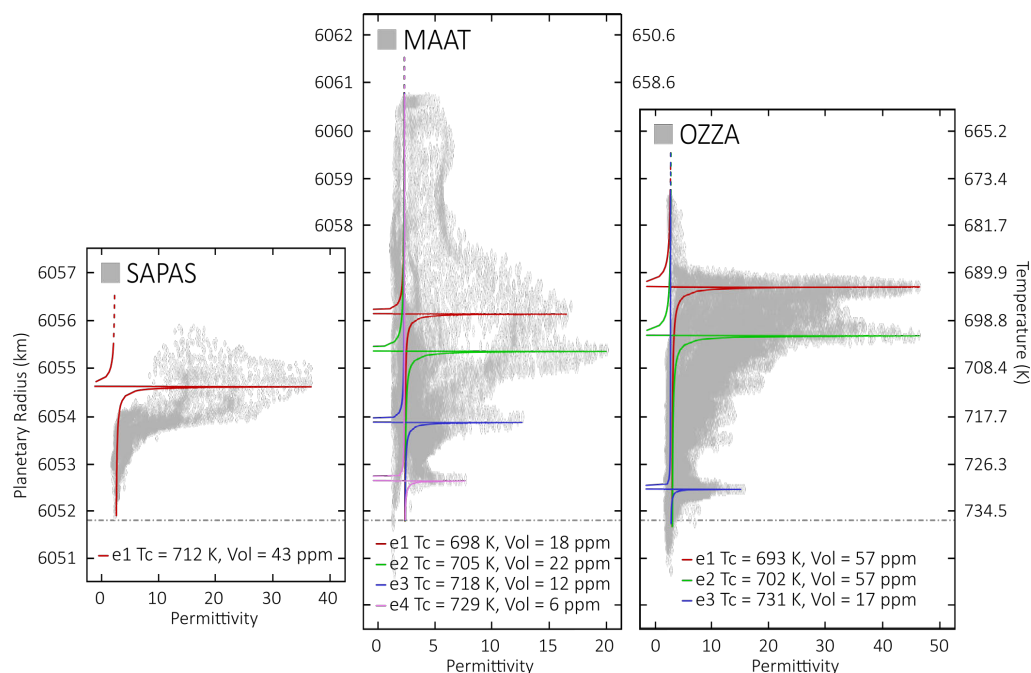 SAPAS
6057
6056
6055
6054
6053
6052
6051
Planetary Radius (km)
e1 Tc = 712 K, Vol = 43 ppm
0 10 20 30 40
Permittivity
MAAT
6062
6061
6060
6059
6058
e1 Tc = 698 K, Vol = 18 ppm
e2 Tc = 705 K, Vol = 22 ppm
e3 Tc = 718 K, Vol = 12 ppm
e4 Tc = 729 K, Vol = 6 ppm
0 5 10 15 20
Permittivity
650.6
658.6
OZZA
665.2
673.4
681.7
689.9
698.8
708.4
717.7
726.3
734.5
Temperature (K)
e1 Tc = 693 K, Vol = 57 ppm
e2 Tc = 702 K, Vol = 57 ppm
e3 Tc = 731 K, Vol = 17 ppm
0 10 20 30 40 50
Permittivity